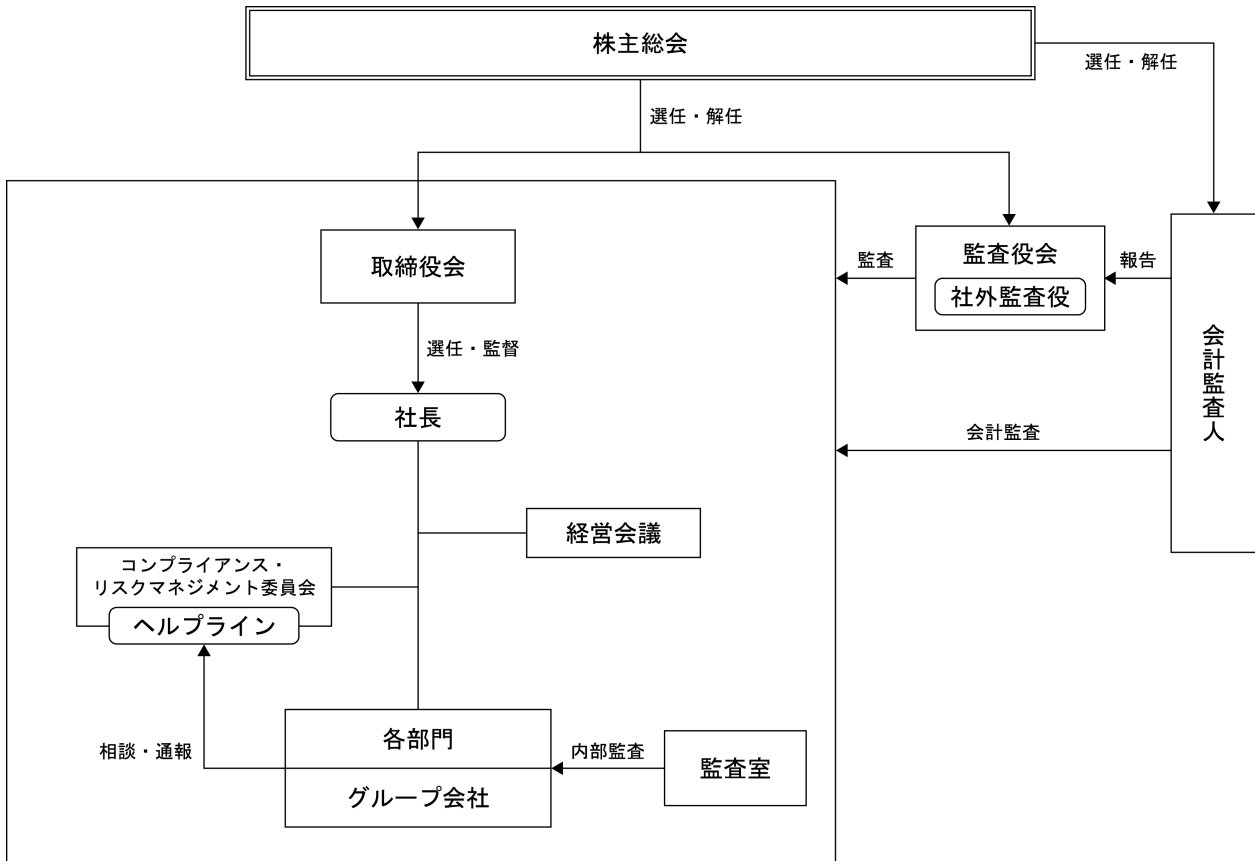 株主総会
選任・解任
選任・解任
取締役会
監査役会
社外監査役
監査
報告
会計監査人
選任・監督
社長
会計監査
経営会議
コンプライアンス・
リスクマネジメント委員会
ヘルプライン
各部門
グループ会社
相談・通報
内部監査
監査室